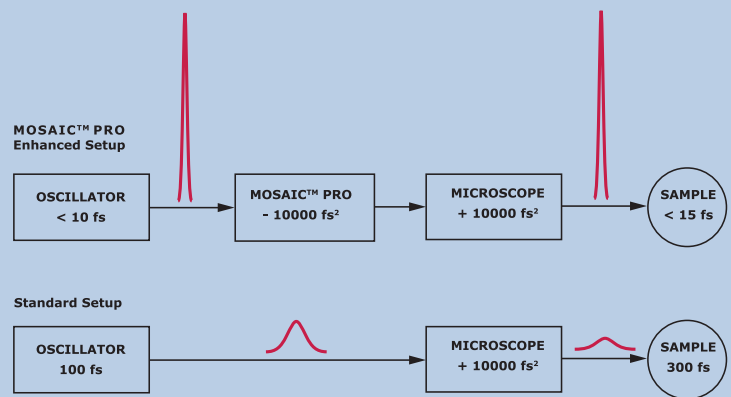 MOSAIC™ PRO
Enhanced Setup
OSCILLATOR
< 10 fs
MOSAIC™ PRO
- 10000 fs²
MICROSCOPE
+ 10000 fs²
SAMPLE
< 15 fs
Standard Setup
OSCILLATOR
100 fs
MICROSCOPE
+ 10000 fs²
SAMPLE
300 fs